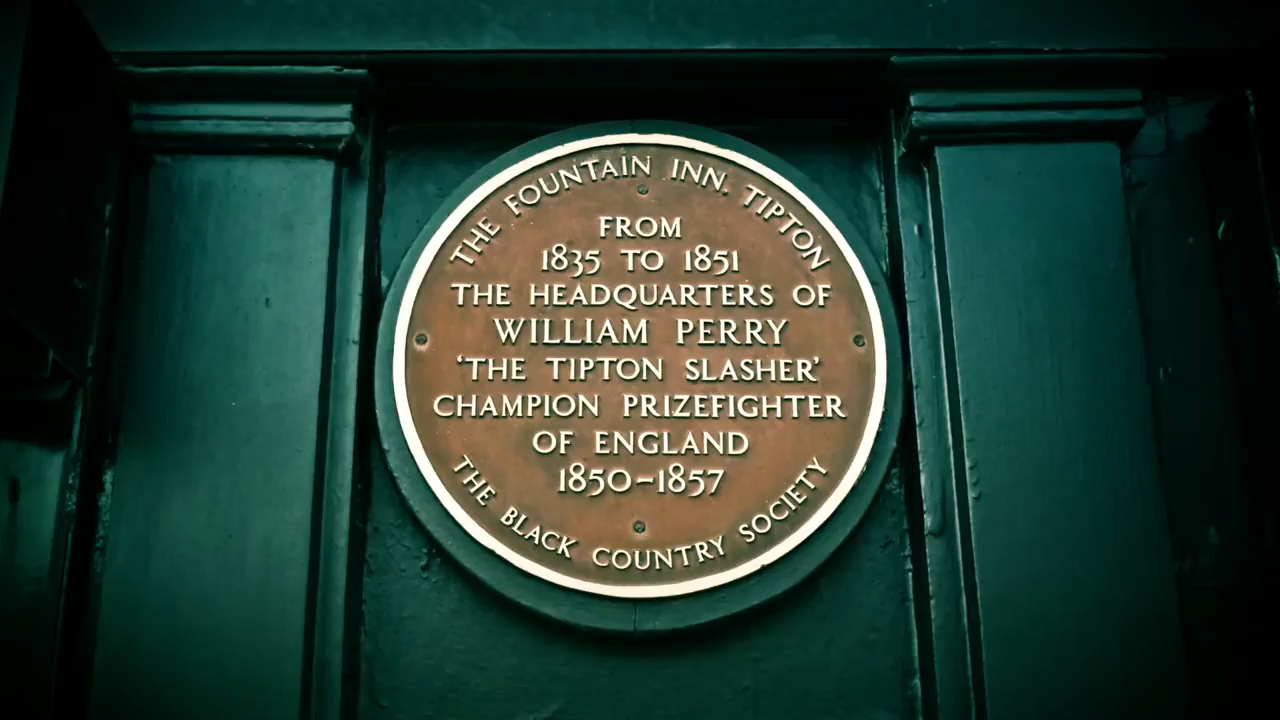 THE FOUNTAIN INN, TIPTON
FROM
1835 TO 1851
THE HEADQUARTERS OF
WILLIAM PERRY
‘THE TIPTON SLASHER’
CHAMPION PRIZEFIGHTER
OF ENGLAND
1850–1857
THE BLACK COUNTRY SOCIETY